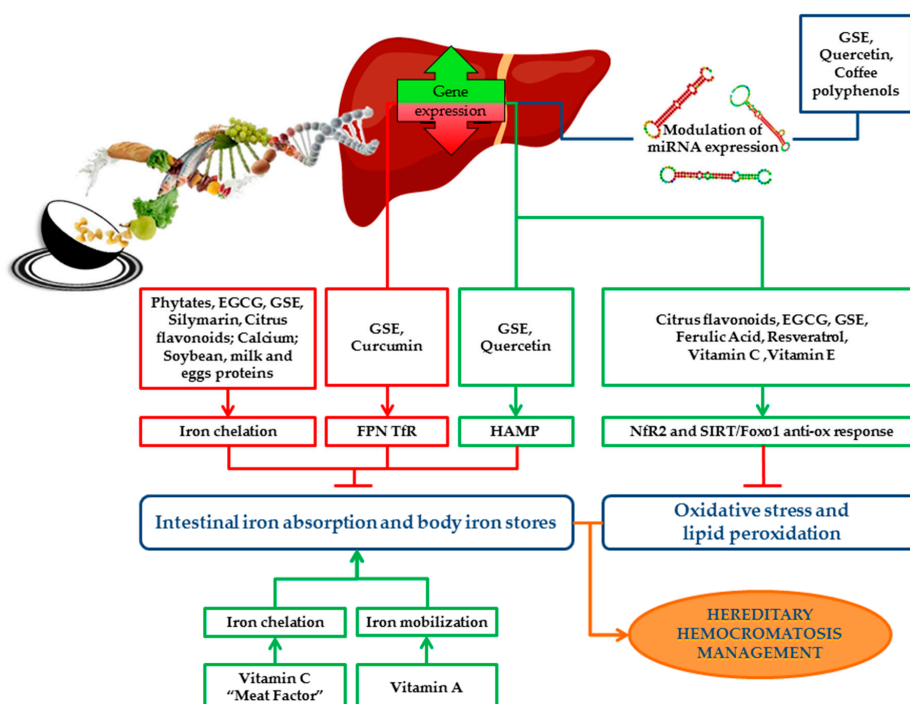 GSE,
Quercetin,
Coffee
polyphenols
Gene
expression
Modulation of
miRNA expression
Phytates, EGCG, GSE,
Silymarin, Citrus
flavonoids; Calcium;
Soybean, milk and
eggs proteins
GSE,
Curcumin
GSE,
Quercetin
Citrus flavonoids, EGCG, GSE,
Ferulic Acid, Resveratrol,
Vitamin C ,Vitamin E
Iron chelation
FPN TfR
HAMP
NfR2 and SIRT/Foxo1 anti-ox response
Intestinal iron absorption and body iron stores
Oxidative stress and
lipid peroxidation
Iron chelation
Iron mobilization
HEREDITARY
HEMOCROMATOSIS
MANAGEMENT
Vitamin C
“Meat Factor”
Vitamin A